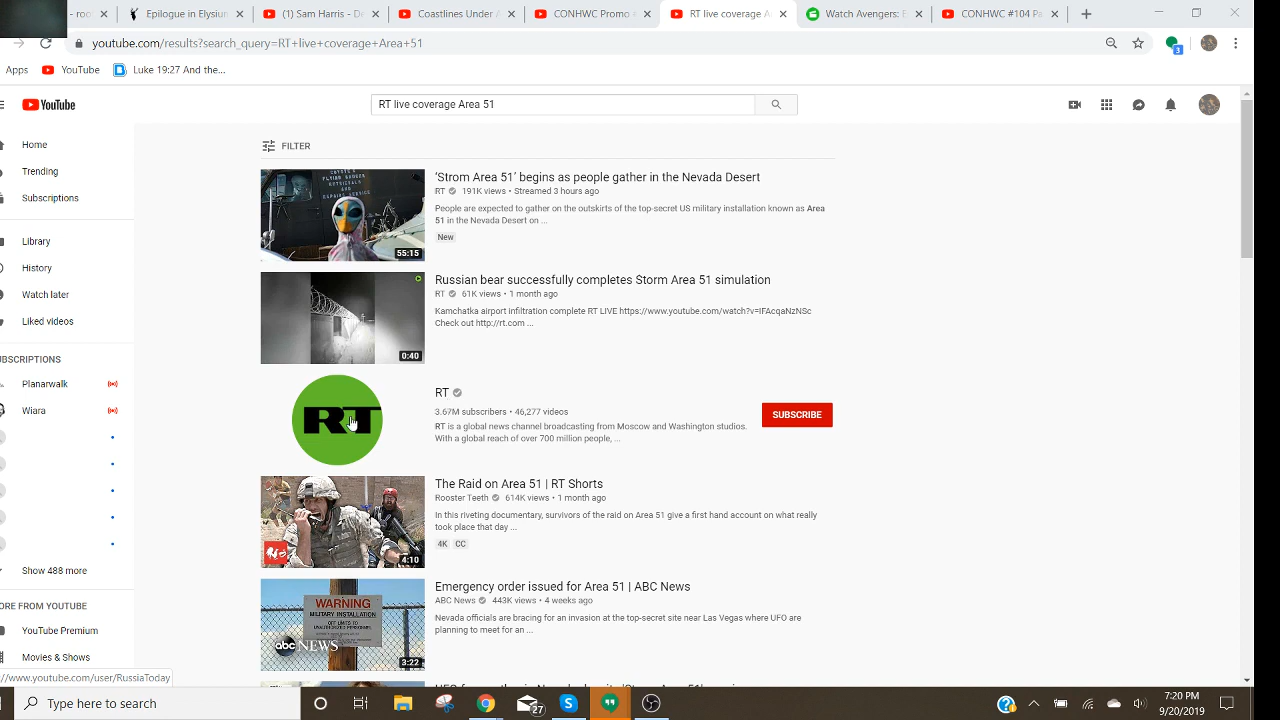 - roo
Epilogue in Elysiun
(1) Sam Harris - De
Coastlines Under A
CONHWC Promo #
RT live coverage A
Watch Avengers: E
CONHWC #104 Pa
youtube.com/results?search_query=RT+live+coverage+Area+51
3
Apps
YouTube
Luke 19:27 And the...
YouTube
RT live coverage Area 51
Home
Trending
Subscriptions
Library
History
Watch later
Liked videos
UBSCRIPTIONS
Planarwalk
Wiara
Show 488 more
ORE FROM YOUTUBE
YouTube Premium
Movies & Shows
://www.youtube.com/user/RussiaToday
FILTER
55:15
'Strom Area 51' begins as people gather in the Nevada Desert
RT 191K views • Streamed 3 hours ago
People are expected to gather on the outskirts of the top-secret US military installation known as Area
51 in the Nevada Desert on ...
New
0:40
Russian bear successfully completes Storm Area 51 simulation
RT 61K views • 1 month ago
Kamchatka airport infiltration complete RT LIVE https://www.youtube.com/watch?v=IFAcqaNzNSc
Check out http://rt.com ...
RT
RT
3.67M subscribers • 46,277 videos
RT is a global news channel broadcasting from Moscow and Washington studios.
With a global reach of over 700 million people, ...
SUBSCRIBE
4:10
The Raid on Area 51 | RT Shorts
Rooster Teeth 614K views • 1 month ago
In this riveting documentary, survivors of the raid on Area 51 give a first hand account on what really
took place that day ...
4K CC
WARNING
MILITARY INSTALLATION
abc NEWS
3:22
Emergency order issued for Area 51 | ABC News
ABC News 443K views • 4 weeks ago
Nevada officials are bracing for an invasion at the top-secret site near Las Vegas where UFO are
planning to meet for an ...
Type here to search
27
7:20 PM
9/20/2019